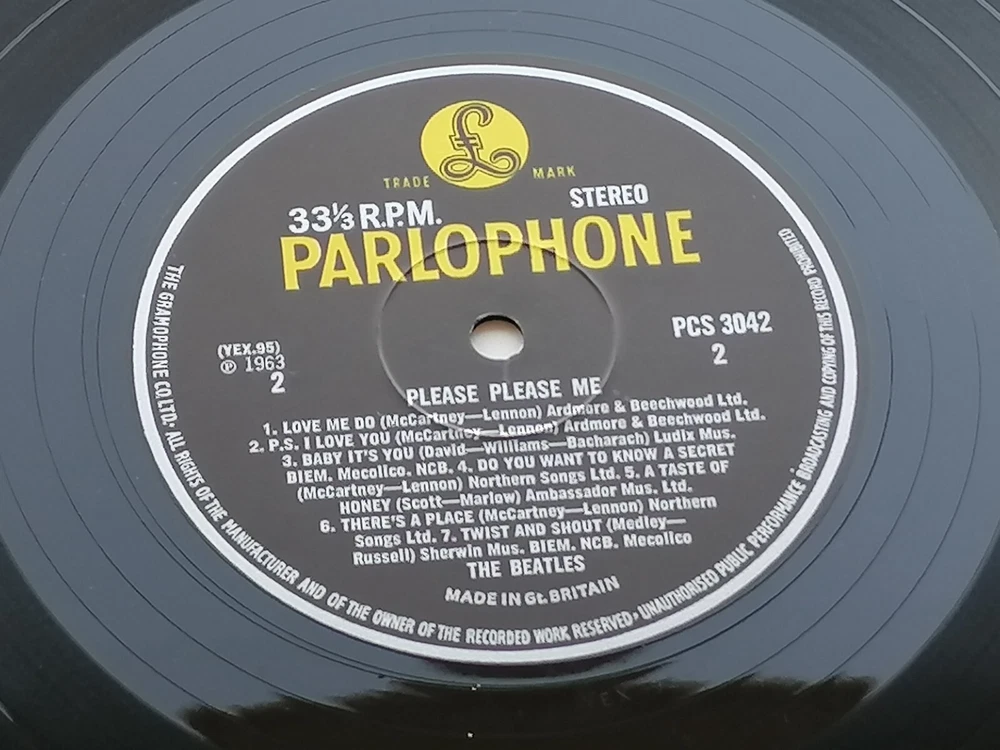 £
TRADE MARK
33⅓ R.P.M. STEREO
PARLOPHONE
(YEX.95)
℗ 1963
2
PCS 3042
2
PLEASE PLEASE ME
1. LOVE ME DO (McCartney—Lennon) Ardmore & Beechwood Ltd.
2. P.S. I LOVE YOU (McCartney—Lennon) Ardmore & Beechwood Ltd.
3. BABY IT'S YOU (David—Williams—Bacharach) Ludix Mus.
BIEM. Mecolico. NCB. 4. DO YOU WANT TO KNOW A SECRET
(McCartney—Lennon) Northern Songs Ltd. 5. A TASTE OF
HONEY (Scott—Marlow) Ambassador Mus. Ltd.
6. THERE'S A PLACE (McCartney—Lennon) Northern
Songs Ltd. 7. TWIST AND SHOUT (Medley—
Russell) Sherwin Mus. BIEM. NCB. Mecolico
THE BEATLES
MADE IN Gt. BRITAIN
THE GRAMOPHONE CO. LTD. ALL RIGHTS OF THE MANUFACTURER AND OF THE OWNER OF THE RECORDED WORK RESERVED. UNAUTHORISED PUBLIC PERFORMANCE BROADCASTING AND COPYING OF THIS RECORD PROHIBITED